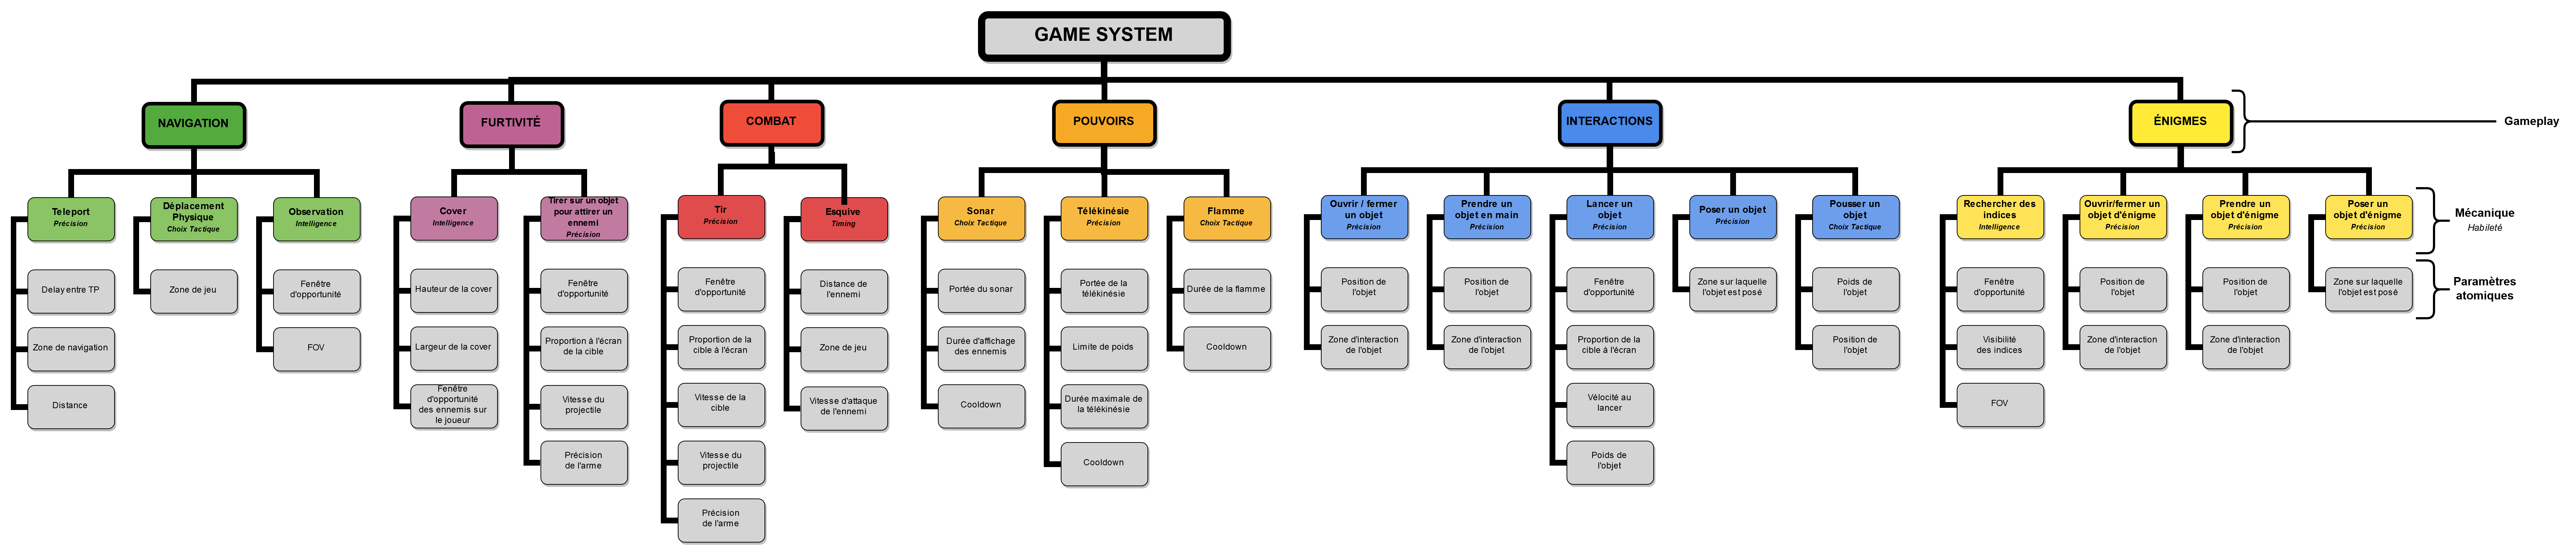 GAME SYSTEM
NAVIGATION
FURTIVITÉ
COMBAT
POUVOIRS
INTERACTIONS
ÉNIGMES
Gameplay
Teleport
Précision
Delay entre TP
Zone de navigation
Distance
Déplacement
Physique
Choix Tactique
Zone de jeu
Observation
Intelligence
Fenêtre
d'opportunité
FOV
Cover
Intelligence
Hauteur de la cover
Largeur de la cover
Fenêtre
d'opportunité
des ennemis sur
le joueur
Tirer sur un objet
pour attirer un
ennemi
Précision
Fenêtre
d'opportunité
Proportion à l'écran
de la cible
Vitesse du
projectile
Précision
de l'arme
Tir
Précision
Fenêtre
d'opportunité
Proportion de la
cible à l'écran
Vitesse de la
cible
Vitesse du
projectile
Précision
de l'arme
Esquive
Timing
Distance de
l'ennemi
Zone de jeu
Vitesse d'attaque
de l'ennemi
Sonar
Choix Tactique
Portée du sonar
Durée d'affichage
des ennemis
Cooldown
Télékinésie
Précision
Portée de la
télékinésie
Limite de poids
Durée maximale de
la télékinésie
Cooldown
Flamme
Choix Tactique
Durée de la flamme
Cooldown
Ouvrir / fermer
un objet
Précision
Position de
l'objet
Zone d'interaction
de l'objet
Prendre un
objet en main
Précision
Position de
l'objet
Zone d'interaction
de l'objet
Lancer un
objet
Précision
Fenêtre
d'opportunité
Proportion de la
cible à l'écran
Vélocité au
lancer
Poids de
l'objet
Poser un objet
Précision
Zone sur laquelle
l'objet est posé
Pousser un
objet
Choix Tactique
Poids de
l'objet
Position de
l'objet
Rechercher des
indices
Intelligence
Fenêtre
d'opportunité
Visibilité
des indices
FOV
Ouvrir/fermer un
objet d'énigme
Précision
Position de
l'objet
Zone d'interaction
de l'objet
Prendre un
objet d'énigme
Précision
Position de
l'objet
Zone d'interaction
de l'objet
Poser un
objet d'énigme
Précision
Zone sur laquelle
l'objet est posé
Mécanique
Habileté
Paramètres
atomiques